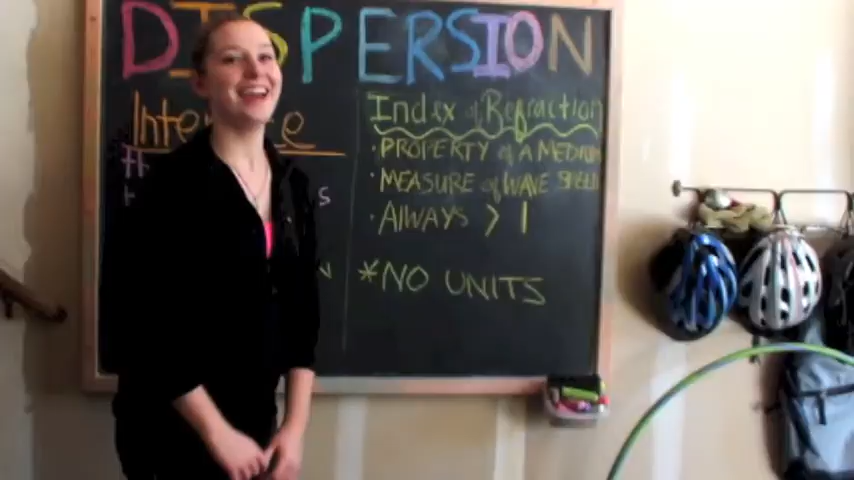 DISPERSION
Index of Refraction
• PROPERTY of A MEDIUM
• MEASURE of WAVE SPEED
• AlWAYS > 1
*NO UNITS